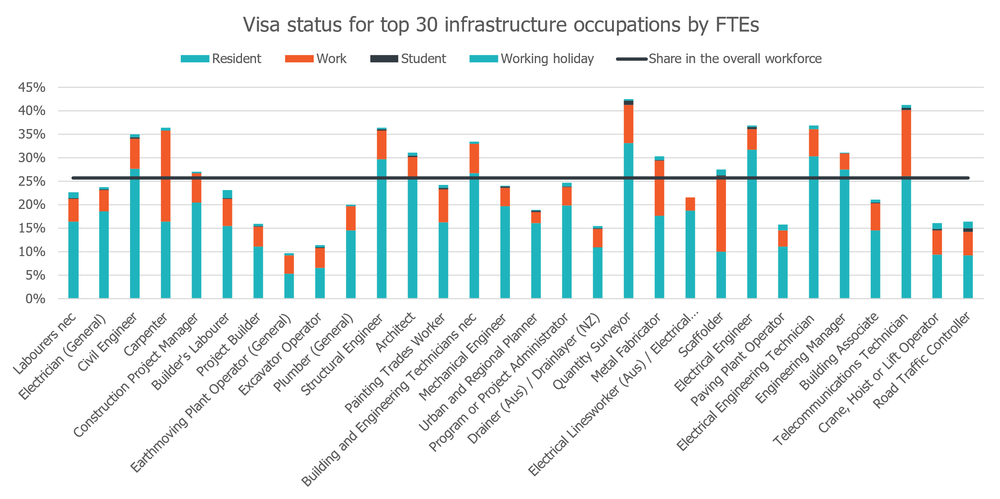 Visa status for top 30 infrastructure occupations by FTEs
Resident
Work
Student
Working holiday
Share in the overall workforce
45%
40%
35%
30%
25%
20%
15%
10%
5%
0%
Labourers nec
Electrician (General)
Civil Engineer
Carpenter
Construction Project Manager
Builder's Labourer
Project Builder
Earthmoving Plant Operator (General)
Excavator Operator
Plumber (General)
Structural Engineer
Architect
Painting Trades Worker
Building and Engineering Technicians nec
Mechanical Engineer
Urban and Regional Planner
Program or Project Administrator
Drainer (Aus) / Drainlayer (NZ)
Quantity Surveyor
Metal Fabricator
Electrical Linesworker (Aus) / Electrical...
Scaffolder
Electrical Engineer
Paving Plant Operator
Electrical Engineering Technician
Engineering Manager
Building Associate
Telecommunications Technician
Crane, Hoist or Lift Operator
Road Traffic Controller